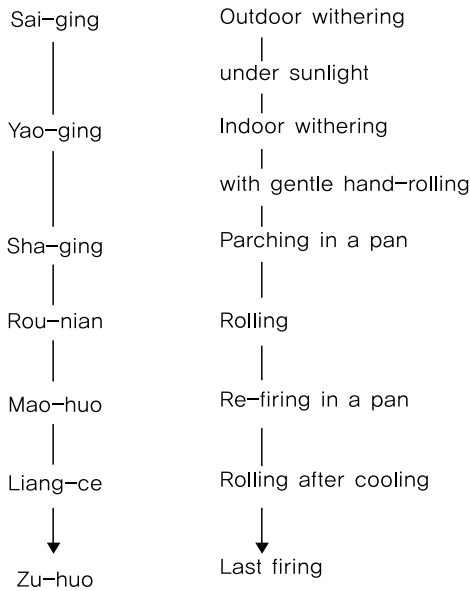 Sai-ging Outdoor withering
under sunlight
Yao-ging Indoor withering
with gentle hand-rolling
Sha-ging Parching in a pan
Rou-nian Rolling
Mao-huo Re-firing in a pan
Liang-ce Rolling after cooling
Zu-huo Last firing